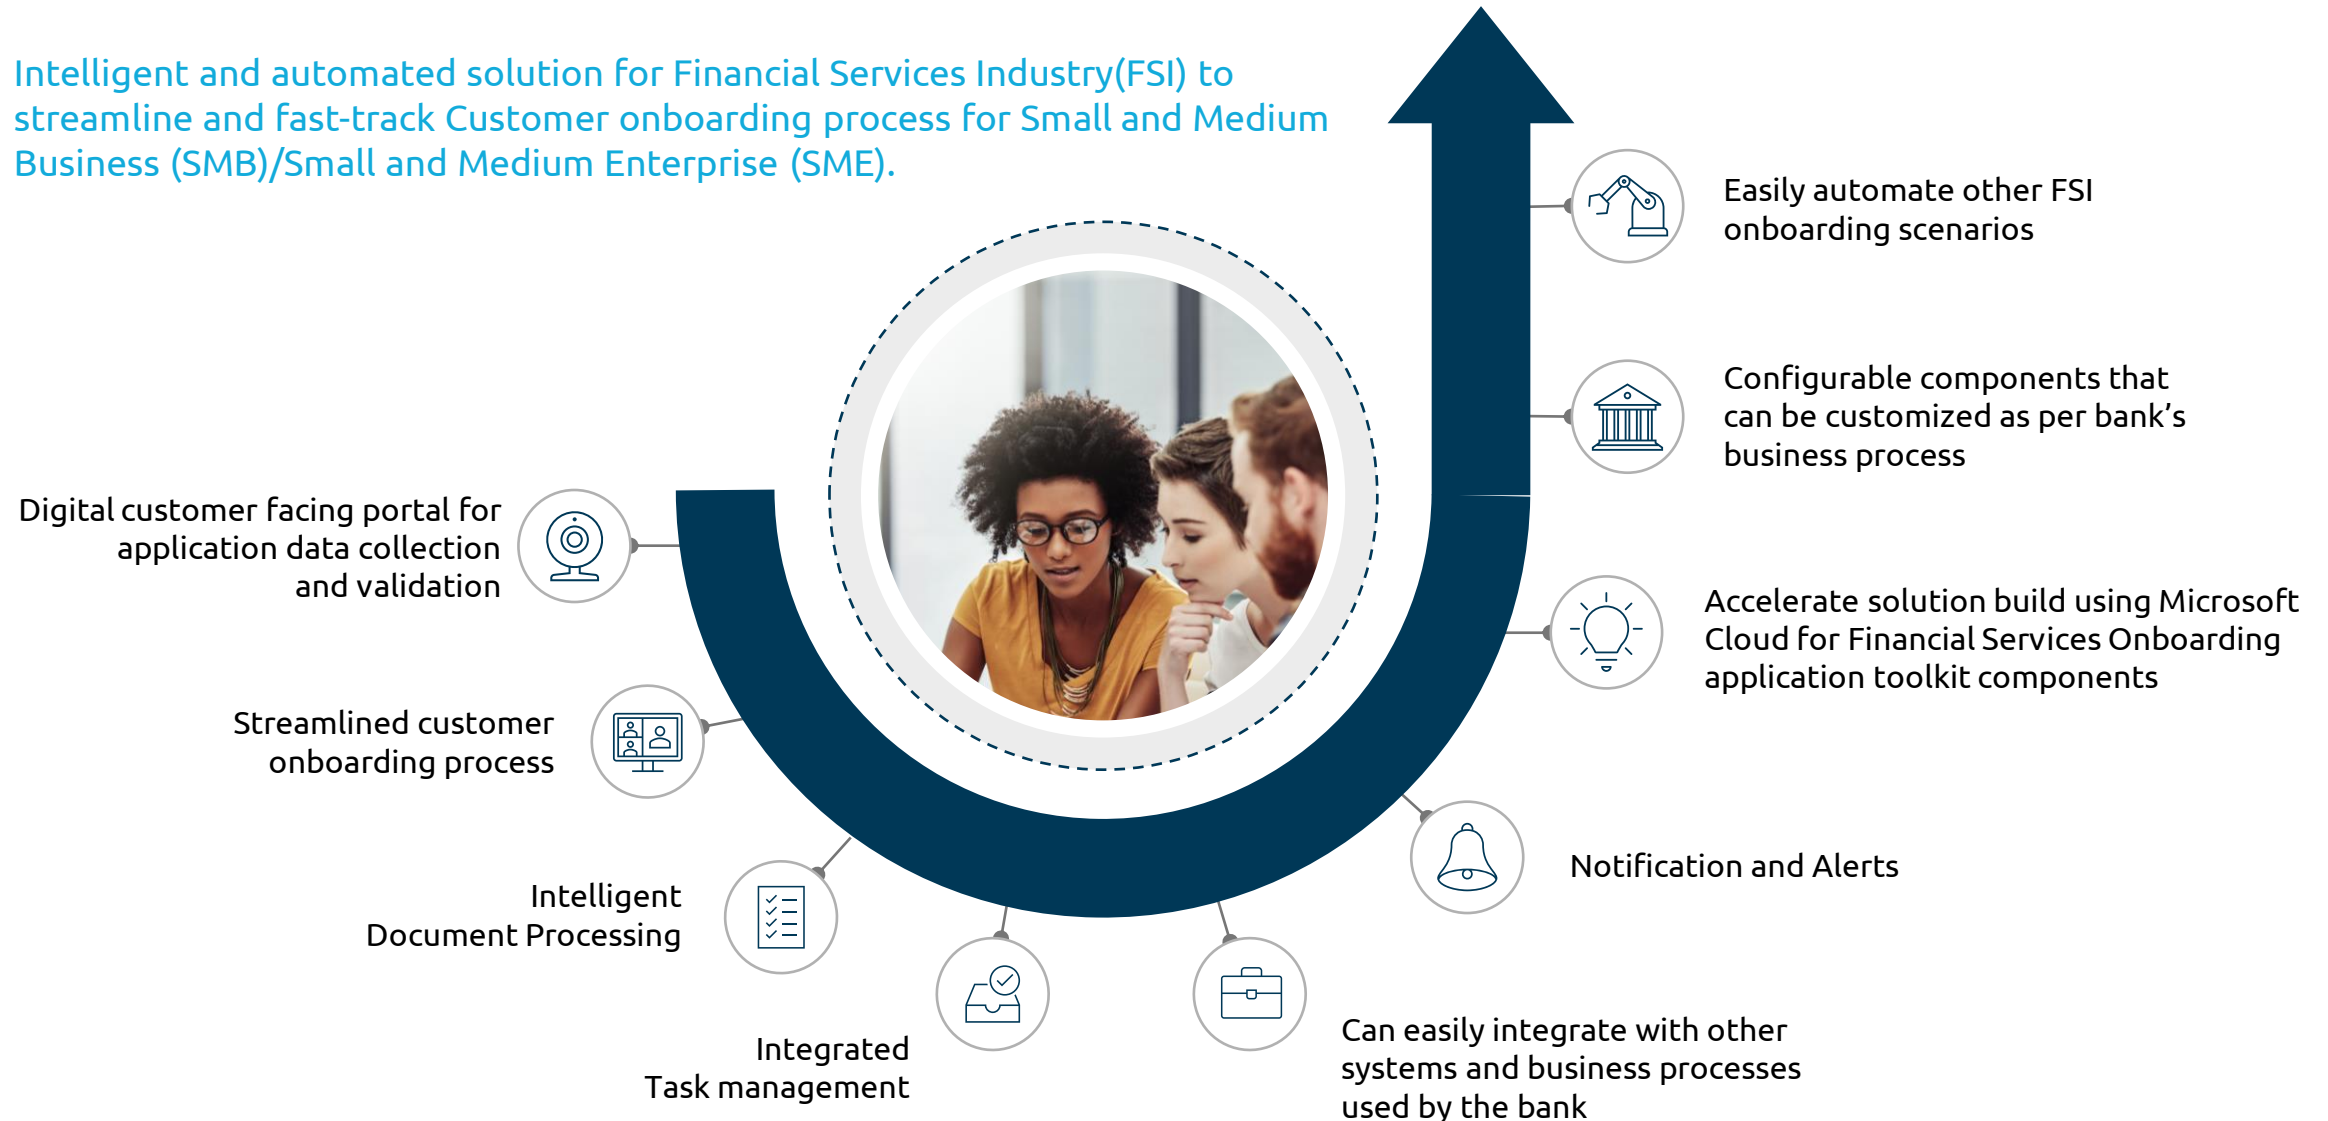 Intelligent and automated solution for Financial Services Industry(FSI) to
streamline and fast-track Customer onboarding process for Small and Medium
Business (SMB)/Small and Medium Enterprise (SME).
Digital customer facing portal for
application data collection
and validation
Streamlined customer
onboarding process
Intelligent
Document Processing
Integrated
Task management
Can easily integrate with other
systems and business processes
used by the bank
Notification and Alerts
Accelerate solution build using Microsoft
Cloud for Financial Services Onboarding
application toolkit components
Configurable components that
can be customized as per bank’s
business process
Easily automate other FSI
onboarding scenarios